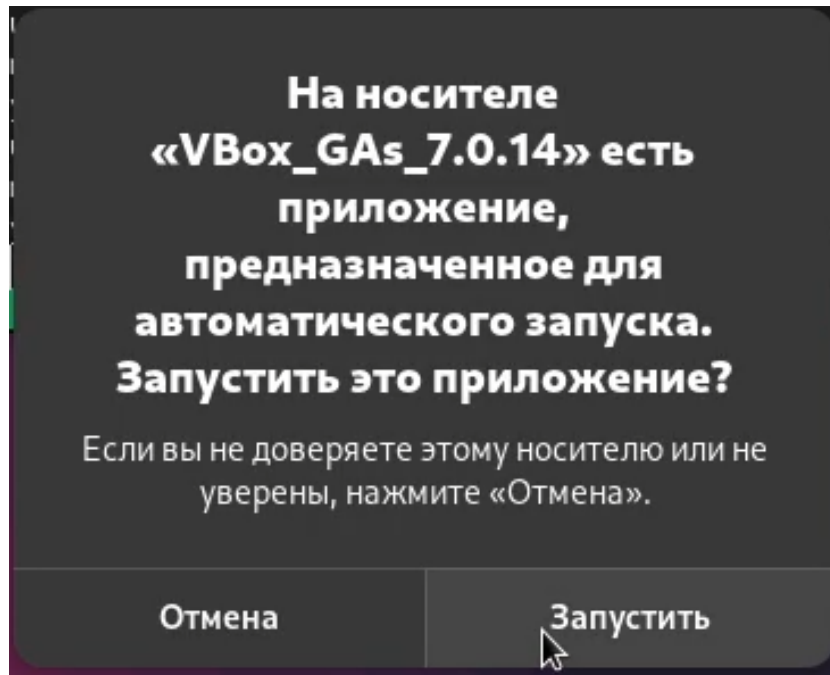 На носителе
«VBox_GAs_7.0.14» есть
приложение,
предназначенное для
автоматического запуска.
Запустить это приложение?
Если вы не доверяете этому носителю или не
уверены, нажмите «Отмена».
Отмена
Запустить